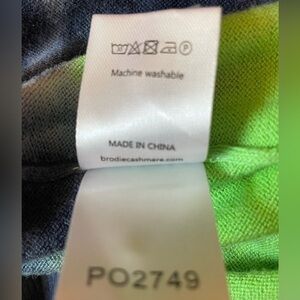 Machine washable
MADE IN CHINA
brodiecashmere.com
PO2749